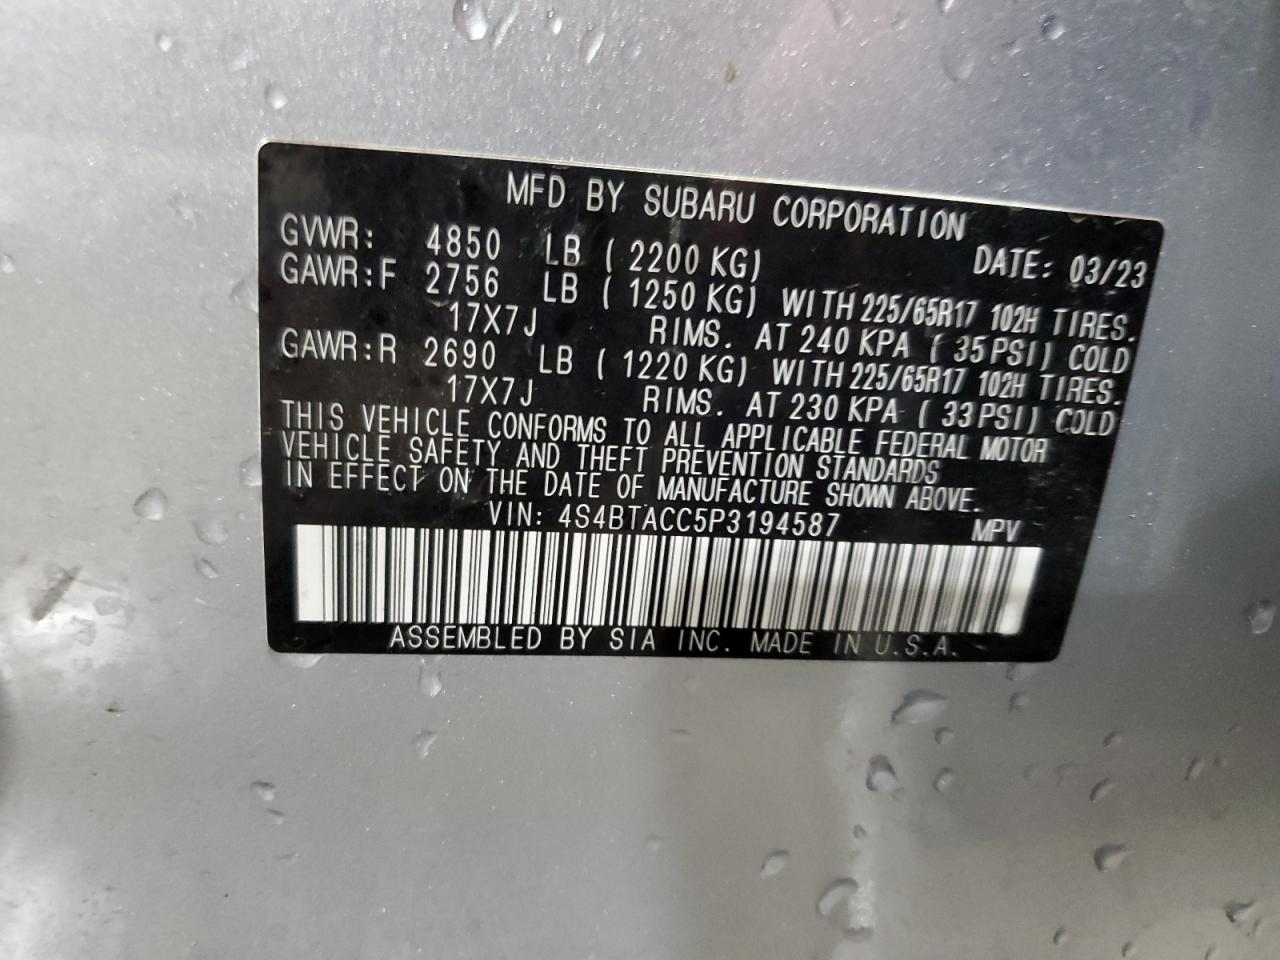 MFD BY SUBARU CORPORATION
GVWR: 4850 LB ( 2200 KG) DATE: 03/23
GAWR:F 2756 LB ( 1250 KG) WITH 225/65R17 102H TIRES.
17X7J RIMS. AT 240 KPA ( 35PSI) COLD
GAWR:R 2690 LB ( 1220 KG) WITH 225/65R17 102H TIRES.
17X7J RIMS. AT 230 KPA ( 33PSI) COLD
THIS VEHICLE CONFORMS TO ALL APPLICABLE FEDERAL MOTOR
VEHICLE SAFETY AND THEFT PREVENTION STANDARDS
IN EFFECT ON THE DATE OF MANUFACTURE SHOWN ABOVE.
VIN: 4S4BTACC5P3194587 MPV
ASSEMBLED BY SIA INC. MADE IN U.S.A.